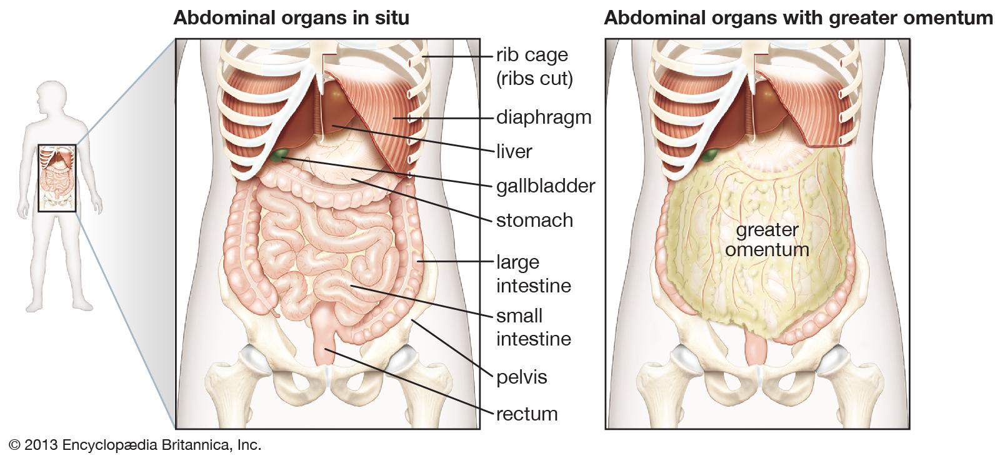 Abdominal organs in situ
Abdominal organs with greater omentum
rib cage
(ribs cut)
diaphragm
liver
gallbladder
stomach
large
intestine
small
intestine
pelvis
rectum
greater
omentum
© 2013 Encyclopædia Britannica, Inc.